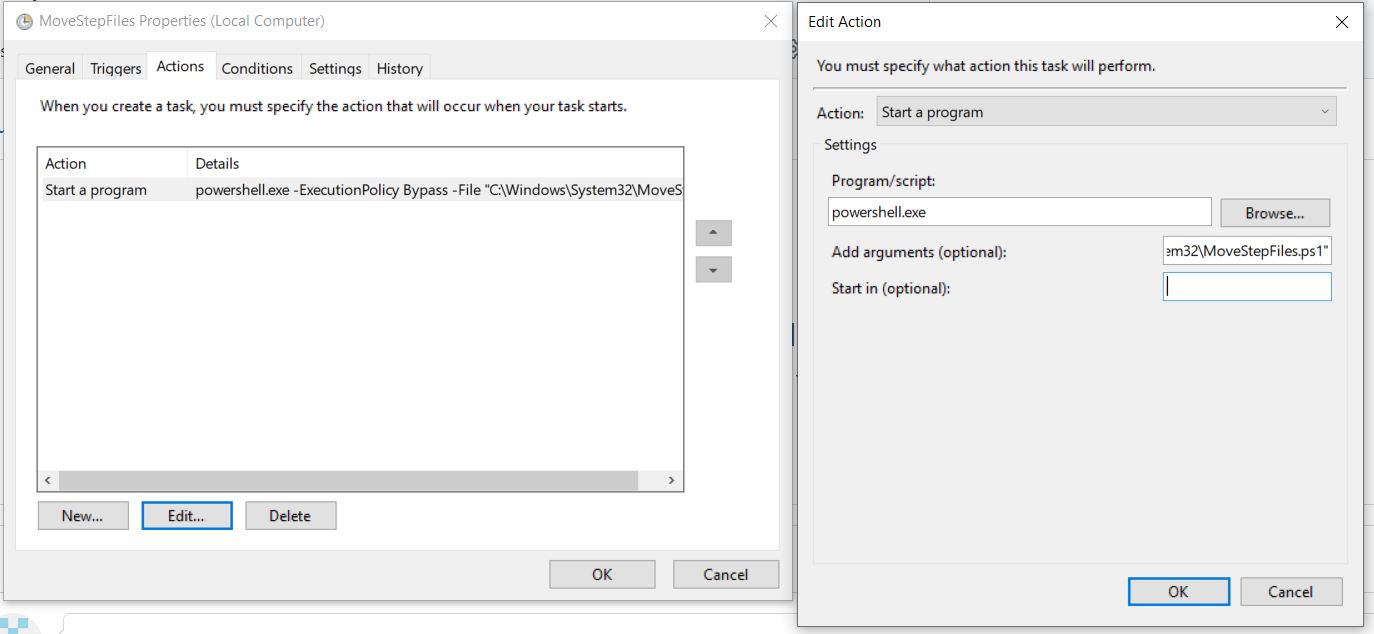 MoveStepFiles Properties (Local Computer)
General Triggers Actions Conditions Settings History
When you create a task, you must specify the action that will occur when your task starts.
Action Details
Start a program powershell.exe -ExecutionPolicy Bypass -File "C:\Windows\System32\MoveS
New... Edit... Delete
OK Cancel
Edit Action
You must specify what action this task will perform.
Action: Start a program
Settings
Program/script:
powershell.exe Browse...
Add arguments (optional): em32\MoveStepFiles.ps1"
Start in (optional):
OK Cancel